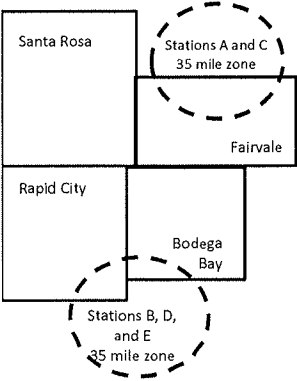 Santa Rosa
Stations A and C
35 mile zone
Fairvale
Rapid City
Bodega
Bay
Stations B, D,
and E
35 mile zone